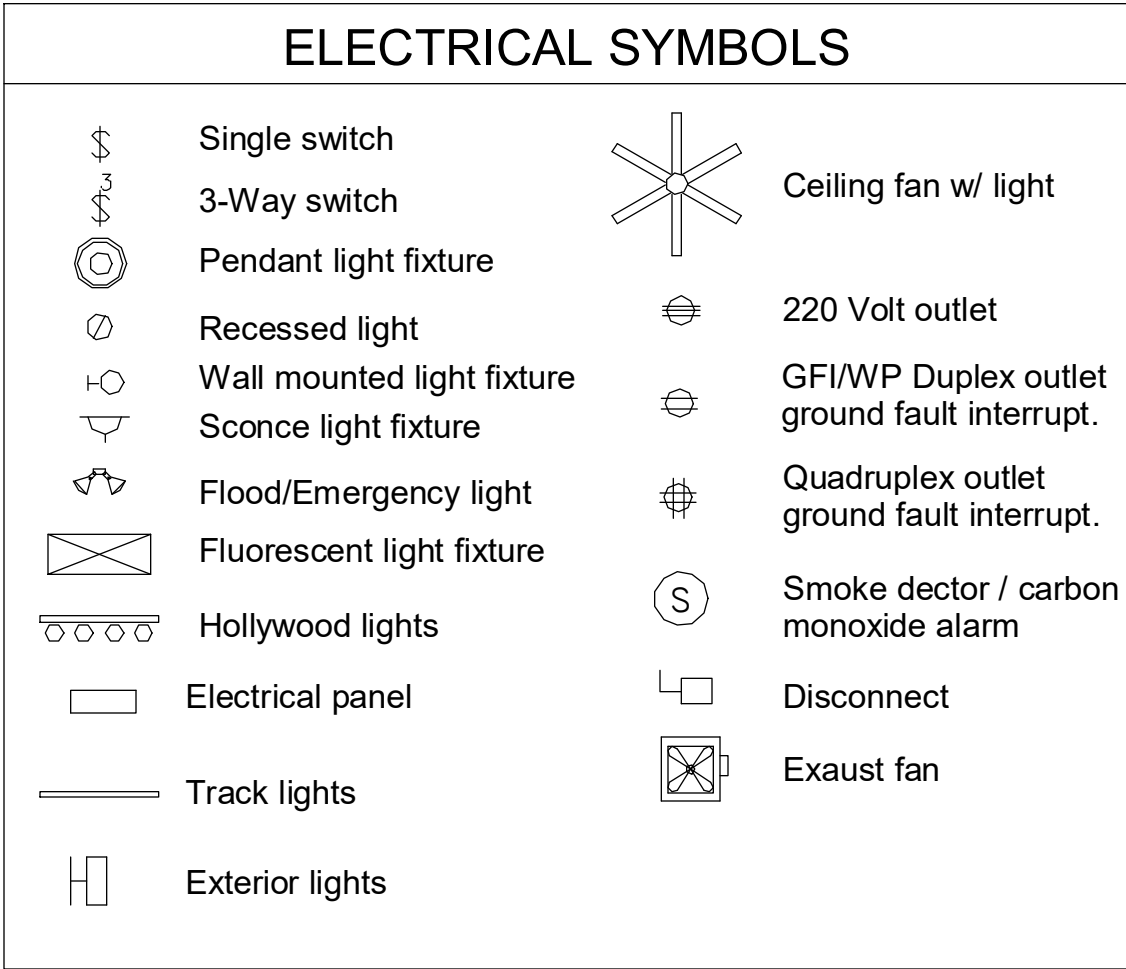 ELECTRICAL SYMBOLS
$
Single switch
3
$
3-Way switch
Pendant light fixture
Recessed light
Wall mounted light fixture
Sconce light fixture
Flood/Emergency light
Fluorescent light fixture
Hollywood lights
Electrical panel
Track lights
Exterior lights
Ceiling fan w/ light
220 Volt outlet
GFI/WP Duplex outlet
ground fault interrupt.
Quadruplex outlet
ground fault interrupt.
S
Smoke dector / carbon
monoxide alarm
Disconnect
Exaust fan